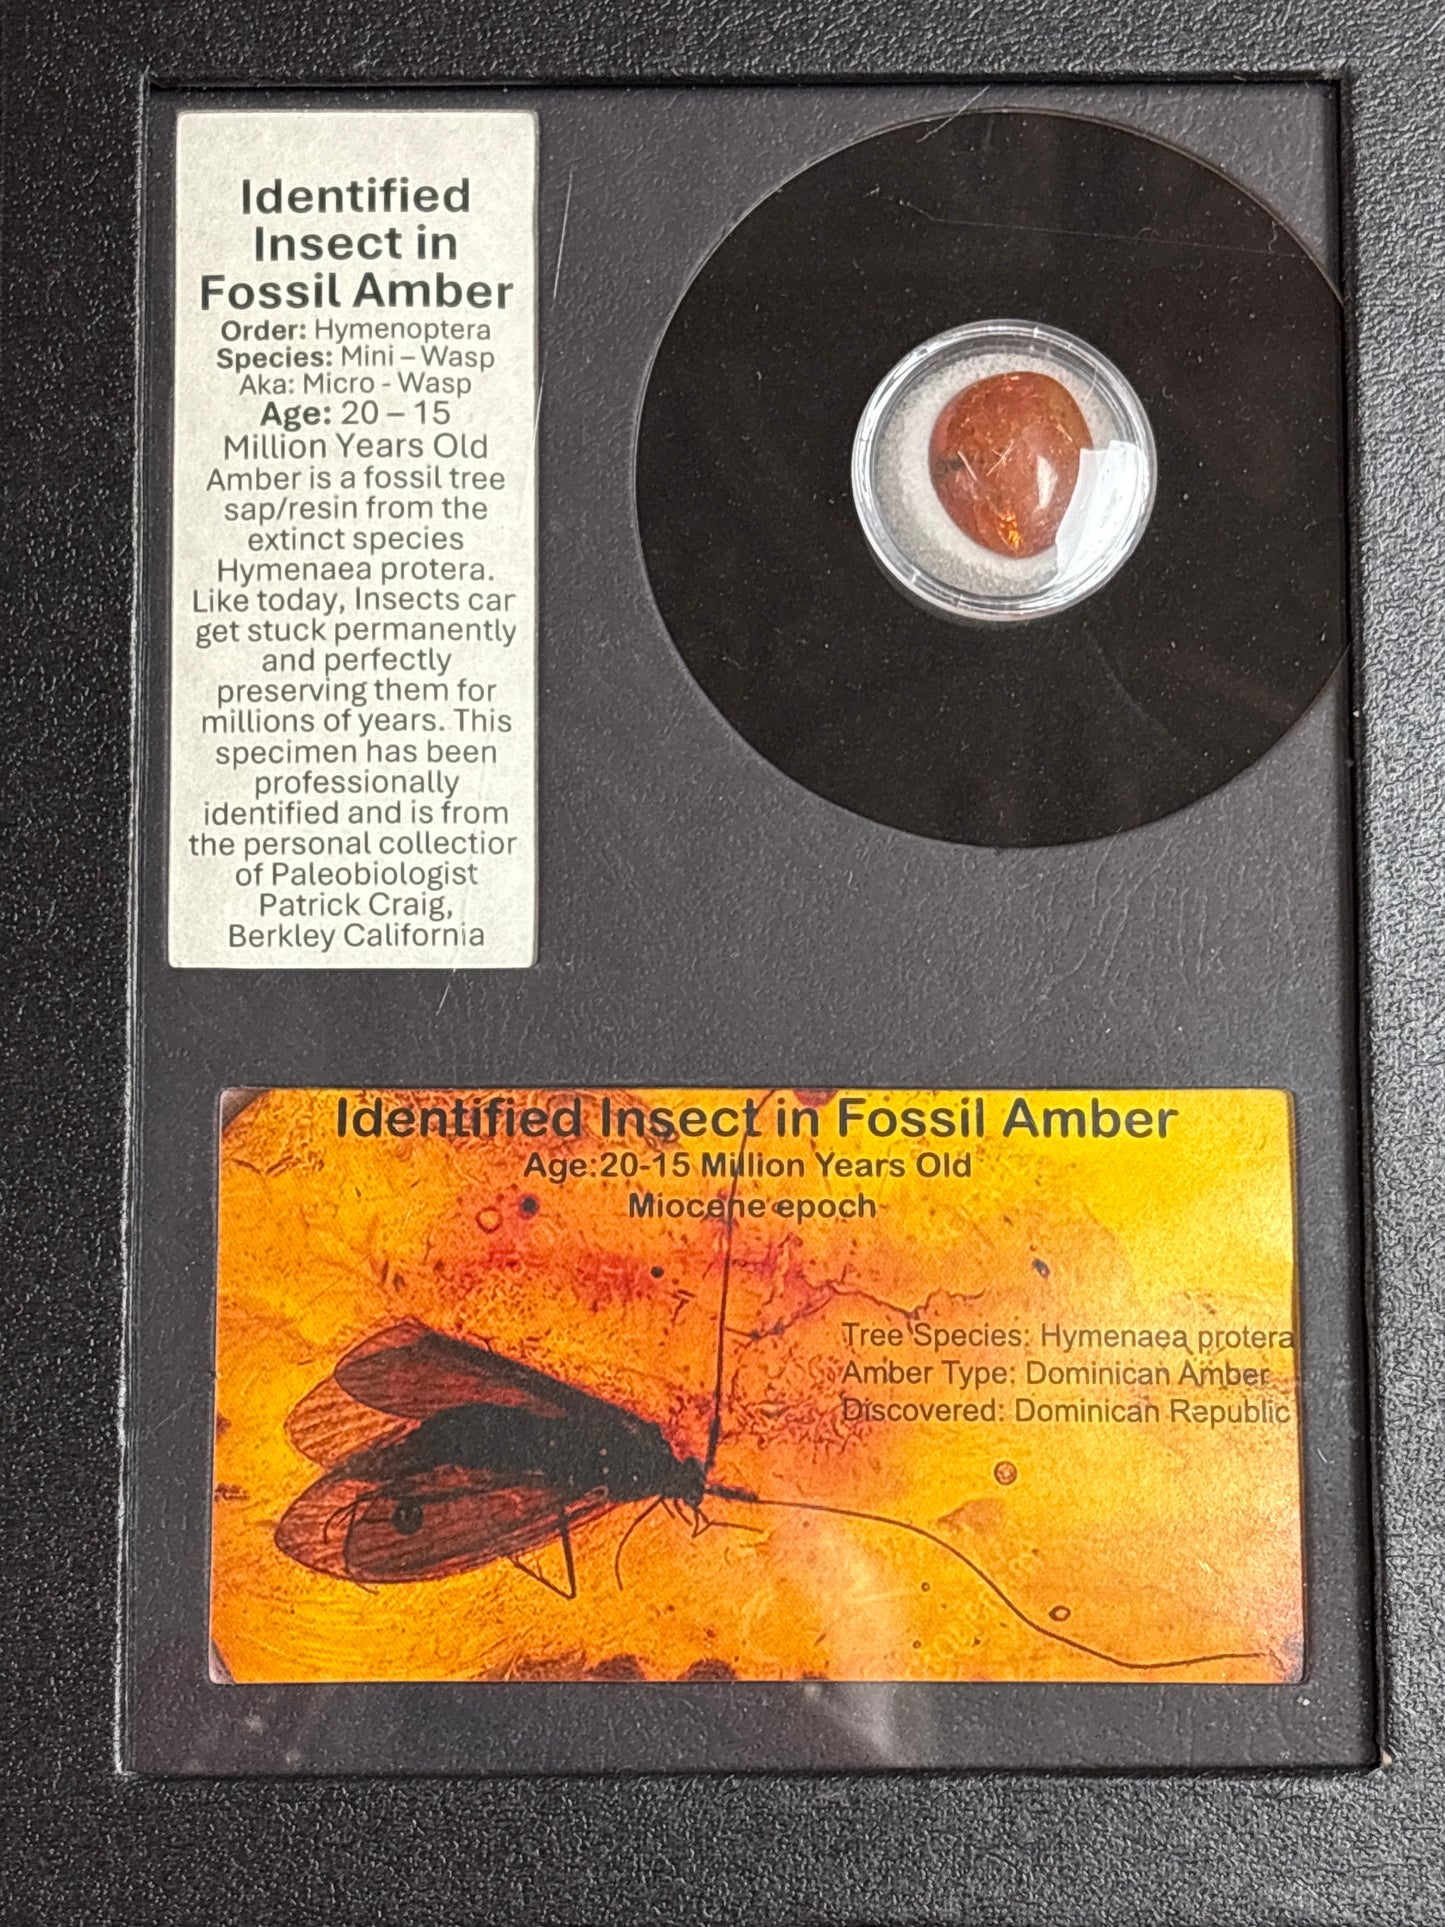 Identified
Insect in
Fossil Amber
Order: Hymenoptera
Species: Mini – Wasp
Aka: Micro - Wasp
Age: 20 – 15
Million Years Old
Amber is a fossil tree
sap/resin from the
extinct species
Hymenaea protera.
Like today, Insects car
get stuck permanently
and perfectly
preserving them for
millions of years. This
specimen has been
professionally
identified and is from
the personal collectior
of Paleobiologist
Patrick Craig,
Berkley California
Identified Insect in Fossil Amber
Age:20-15 Million Years Old
Miocene epoch
Tree Species: Hymenaea protera
Amber Type: Dominican Amber
Discovered: Dominican Republic